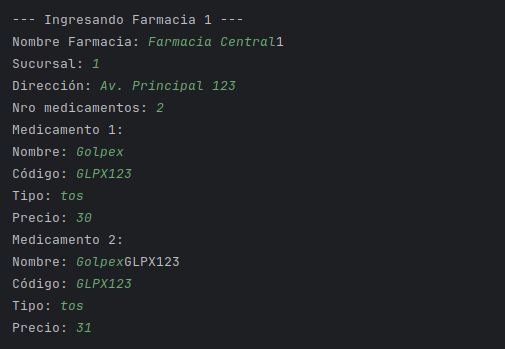 --- Ingresando Farmacia 1 ---
Nombre Farmacia: Farmacia Central1
Sucursal: 1
Dirección: Av. Principal 123
Nro medicamentos: 2
Medicamento 1:
Nombre: Golpex
Código: GLPX123
Tipo: tos
Precio: 30
Medicamento 2:
Nombre: GolpexGLPX123
Código: GLPX123
Tipo: tos
Precio: 31